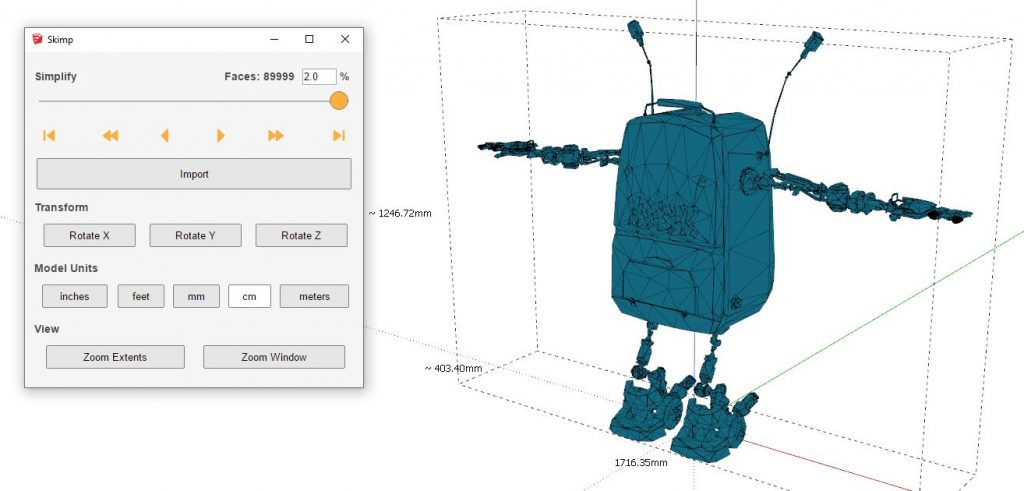 Skimp
Simplify Faces: 89999 2.0 %
Import
Transform
Rotate X Rotate Y Rotate Z
Model Units
inches feet mm cm meters
View
Zoom Extents Zoom Window
~ 1246.72mm
~ 403.40mm
1716.35mm